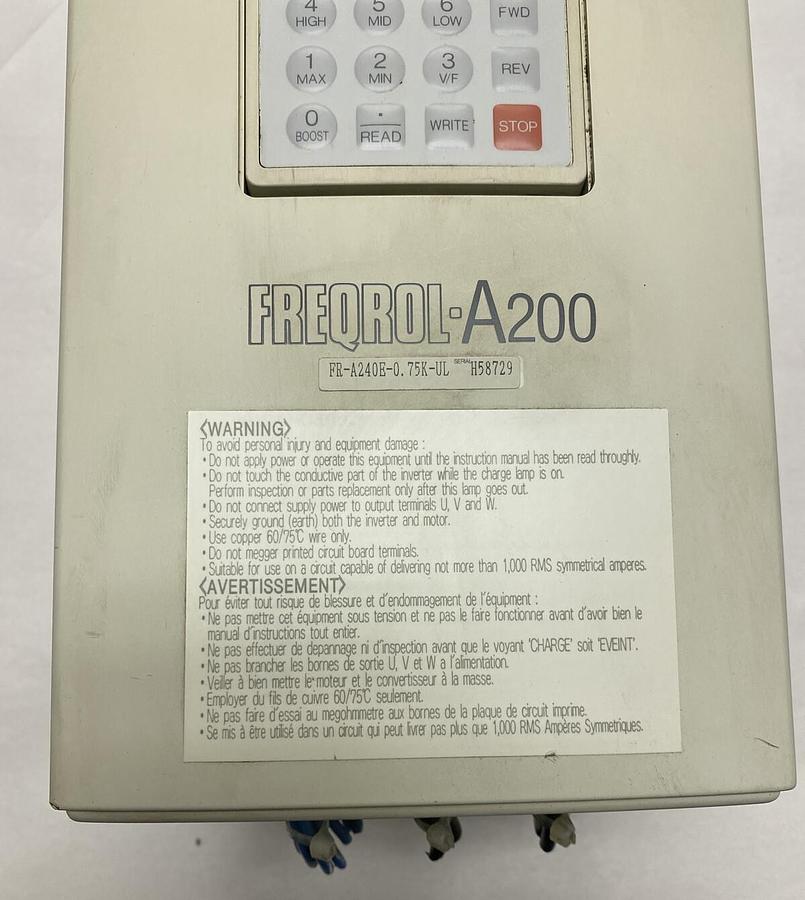 4 5 6 FWD
HIGH MID LOW
1 2 3 REV
MAX MIN V/F
0 · WRITE STOP
BOOST READ
FREQROL-A200
FR-A240E-0.75K-UL SERIAL H58729
〈WARNING〉
To avoid personal injury and equipment damage :
• Do not apply power or operate this equipment until the instruction manual has been read throughly.
• Do not touch the conductive part of the inverter while the charge lamp is on.
Perform inspection or parts replacement only after this lamp goes out.
• Do not connect supply power to output terminals U, V and W.
• Securely ground (earth) both the inverter and motor.
• Use copper 60/75℃ wire only.
• Do not megger printed circuit board terminals.
• Suitable for use on a circuit capable of delivering not more than 1,000 RMS symmetrical amperes.
〈AVERTISSEMENT〉
Pour éviter tout risque de blessure et d'endommagement de l'équipment :
• Ne pas mettre cet équipment sous tension et ne pas le faire fonctionner avant d'avoir bien le
manual d'instructions tout entier.
• Ne pas effectuer de depannage ni d'inspection avant que le voyant 'CHARGE' soit 'EVEINT'.
• Ne pas brancher les bornes de sortie U, V et W a l'alimentation.
• Veiller à bien mettre le moteur et le convertisseur à la masse.
• Employer du fils de cuivre 60/75℃ seulement.
• Ne pas faire d'essai au megohmmetre aux bornes de la plaque de circuit imprime.
• Se mis à être utilisé dans un circuit qui peut livrer pas plus que 1,000 RMS Ampères Symmetriques.